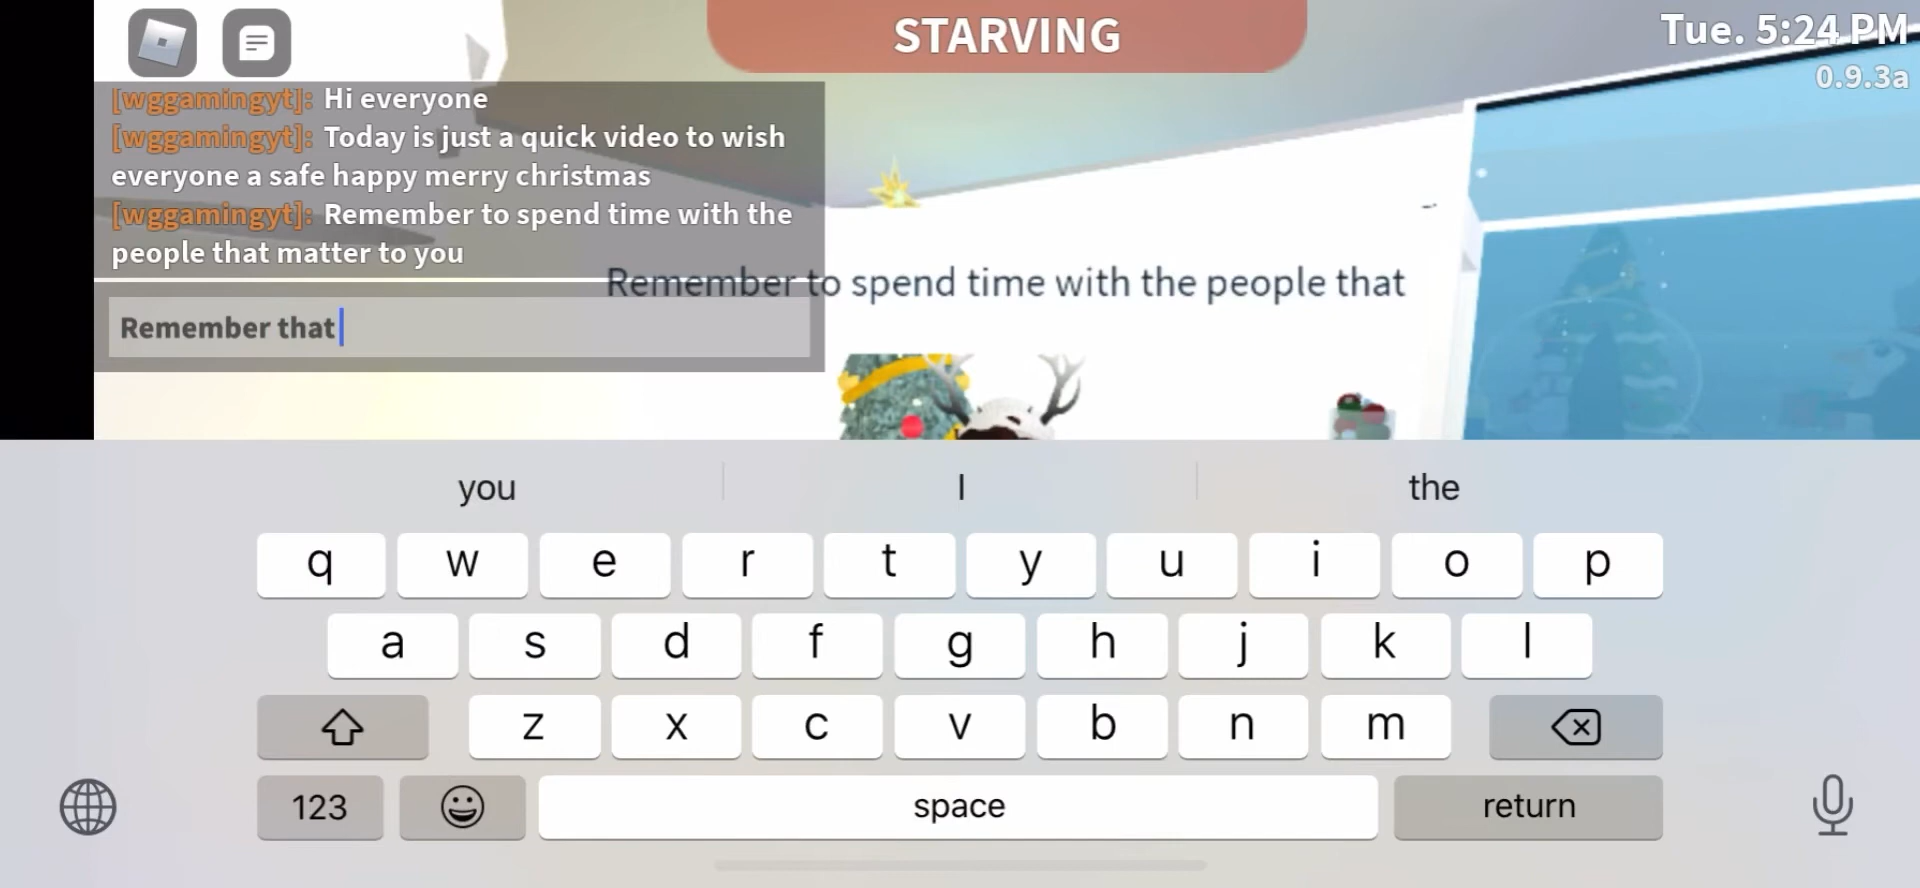 STARVING
Tue. 5:24 PM
0.9.3a
[wggamingyt]: Hi everyone
[wggamingyt]: Today is just a quick video to wish
everyone a safe happy merry christmas
[wggamingyt]: Remember to spend time with the
people that matter to you
Remember to spend time with the people that
Remember that
you I the
q w e r t y u i o p
a s d f g h j k l
z x c v b n m
123 space return